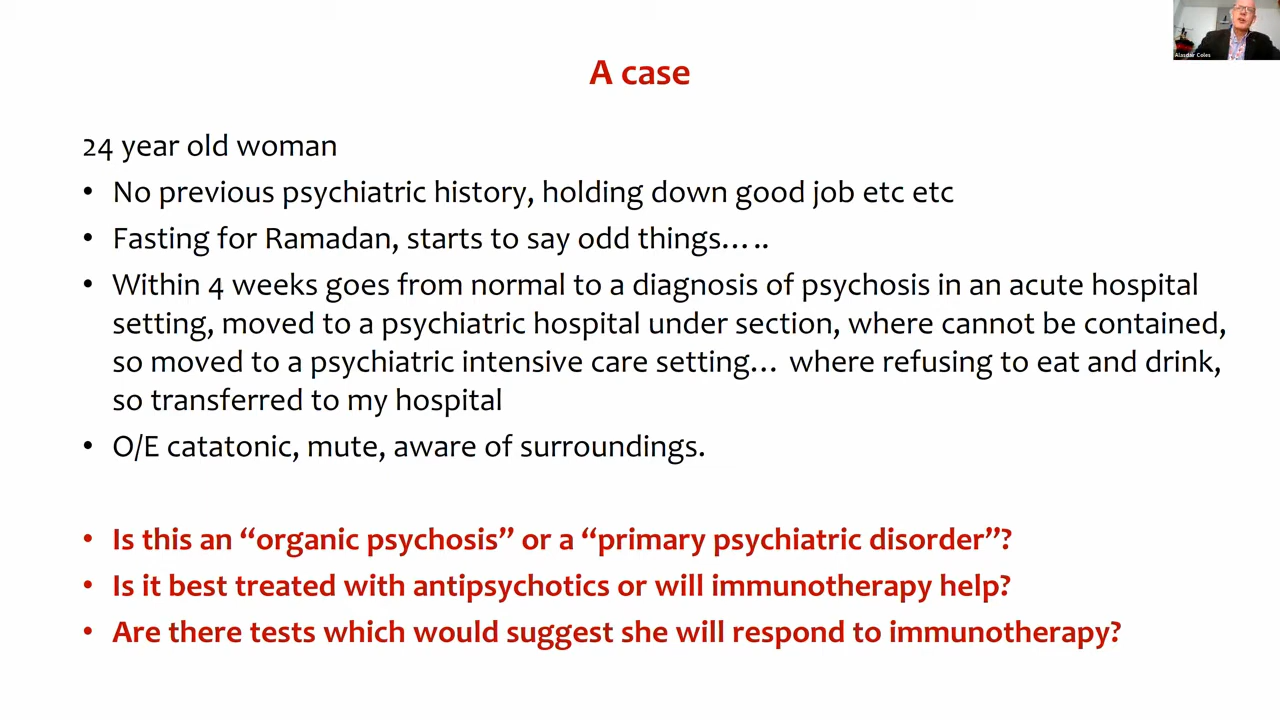 A case
24 year old woman
• No previous psychiatric history, holding down good job etc etc
• Fasting for Ramadan, starts to say odd things.....
• Within 4 weeks goes from normal to a diagnosis of psychosis in an acute hospital
setting, moved to a psychiatric hospital under section, where cannot be contained,
so moved to a psychiatric intensive care setting... where refusing to eat and drink,
so transferred to my hospital
• O/E catatonic, mute, aware of surroundings.
• Is this an “organic psychosis” or a “primary psychiatric disorder”?
• Is it best treated with antipsychotics or will immunotherapy help?
• Are there tests which would suggest she will respond to immunotherapy?
Alasdair Coles